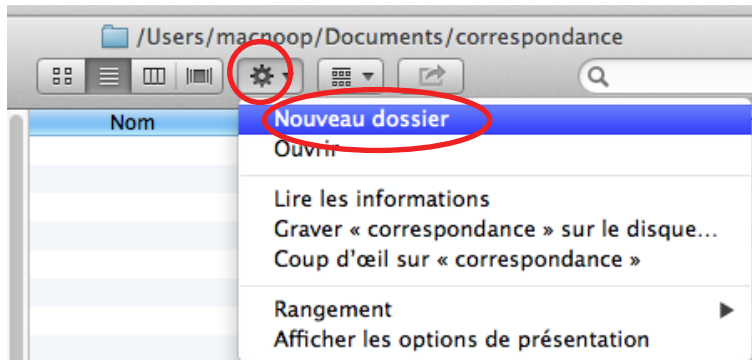 /Users/macnoop/Documents/correspondance
Nom
Nouveau dossier
Ouvrir
Lire les informations
Graver « correspondance » sur le disque...
Coup d'œil sur « correspondance »
Rangement
Afficher les options de présentation